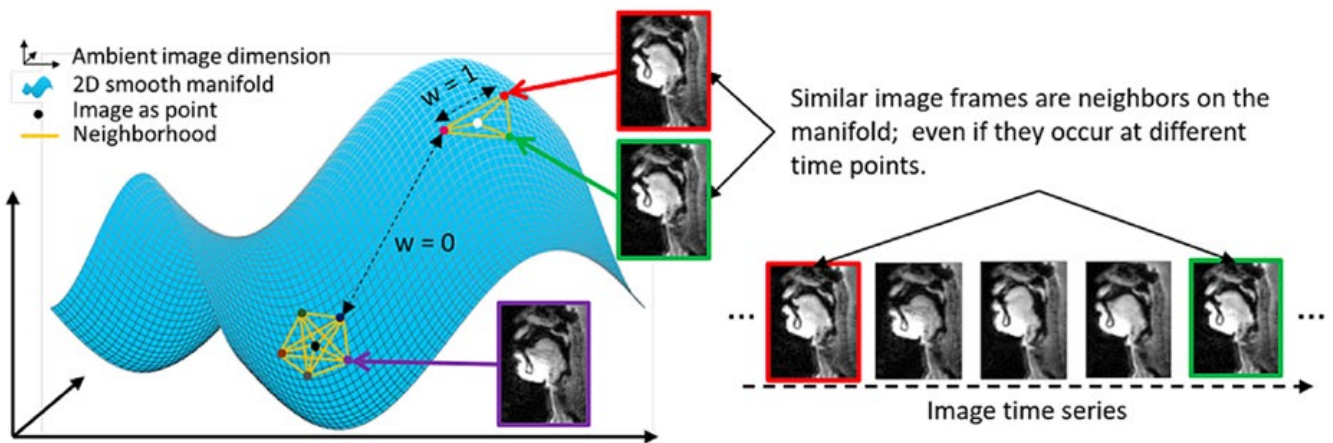 Ambient image dimension
2D smooth manifold
Image as point
Neighborhood
w = 1
w = 0
Similar image frames are neighbors on the
manifold;  even if they occur at different
time points.
...
...
Image time series